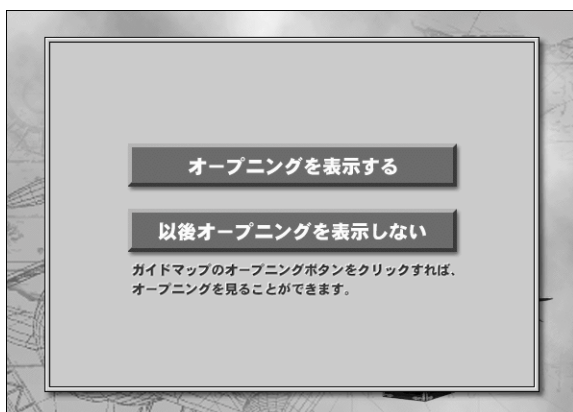 オープニングを表示する
以後オープニングを表示しない
ガイドマップのオープニングボタンをクリックすれば、
オープニングを見ることができます。